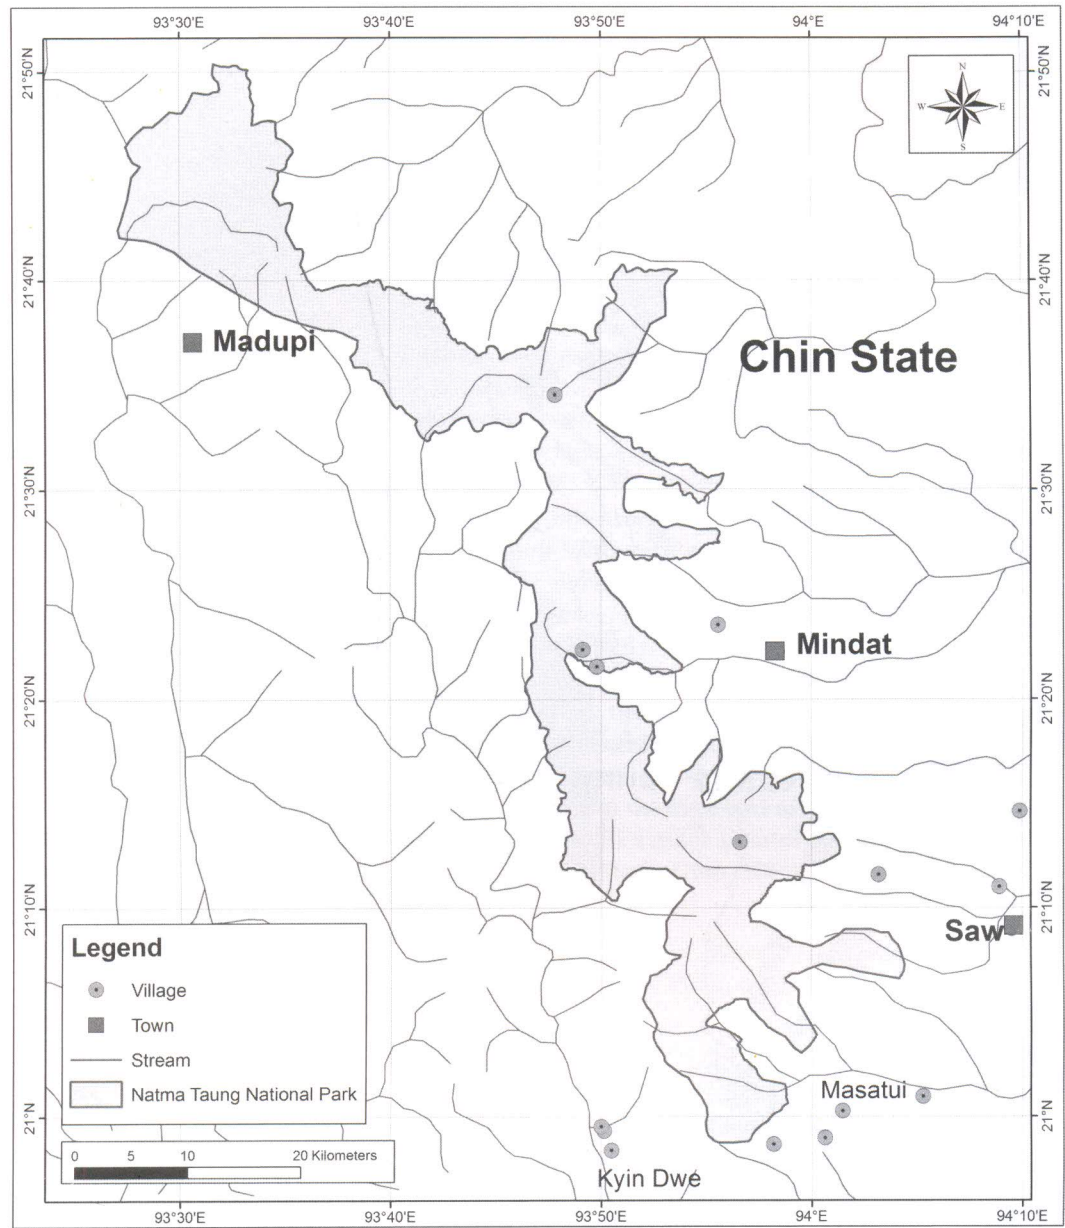 93°30'E 93°40'E 93°50'E 94°E 94°10'E
21°50'N 21°50'N
N
W E
S
21°40'N 21°40'N
Madupi
Chin State
21°30'N 21°30'N
Mindat
21°20'N 21°20'N
21°10'N 21°10'N
Saw
Legend
Village
Town
Stream
Natma Taung National Park
Masatui
21°N 21°N
0 5 10 20 Kilometers
Kyin Dwe
93°30'E 93°40'E 93°50'E 94°E 94°10'E